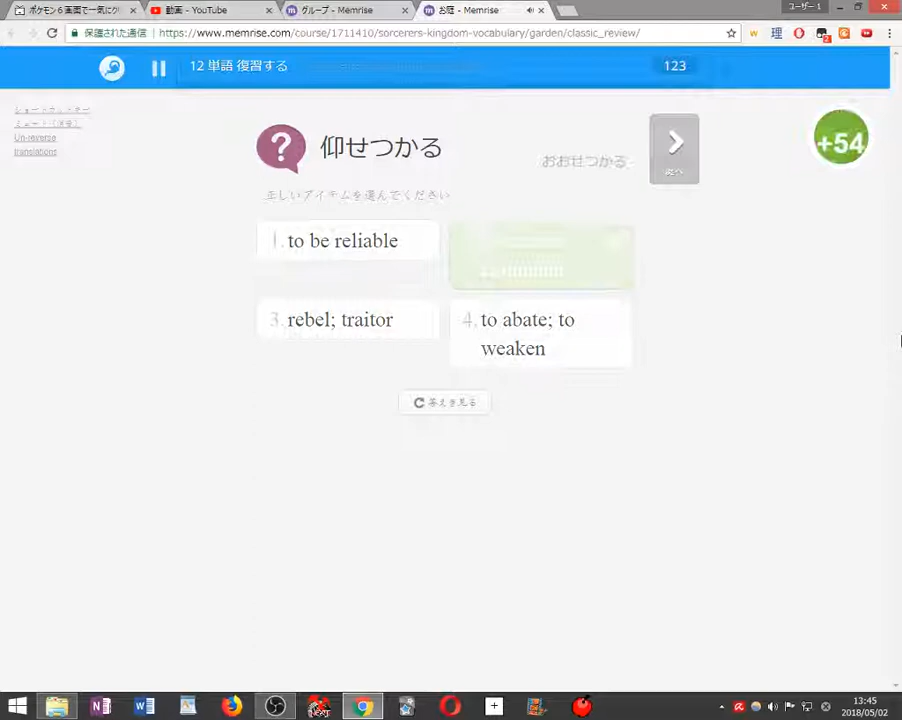 ポケモン6画面で一気にク
動画 - YouTube
グループ - Memrise
お庭 - Memrise
ユーザー 1
保護された通信
https://www.memrise.com/course/1711410/sorcerers-kingdom-vocabulary/garden/classic_review/
12 単語 復習する
123
Un-reverse
translations
仰せつかる
おおせつかる
次へ
+54
正しいアイテムを選んでください
1. to be reliable
3. rebel; traitor
4. to abate; to
weaken
答えを見る
13:45
2018/05/02